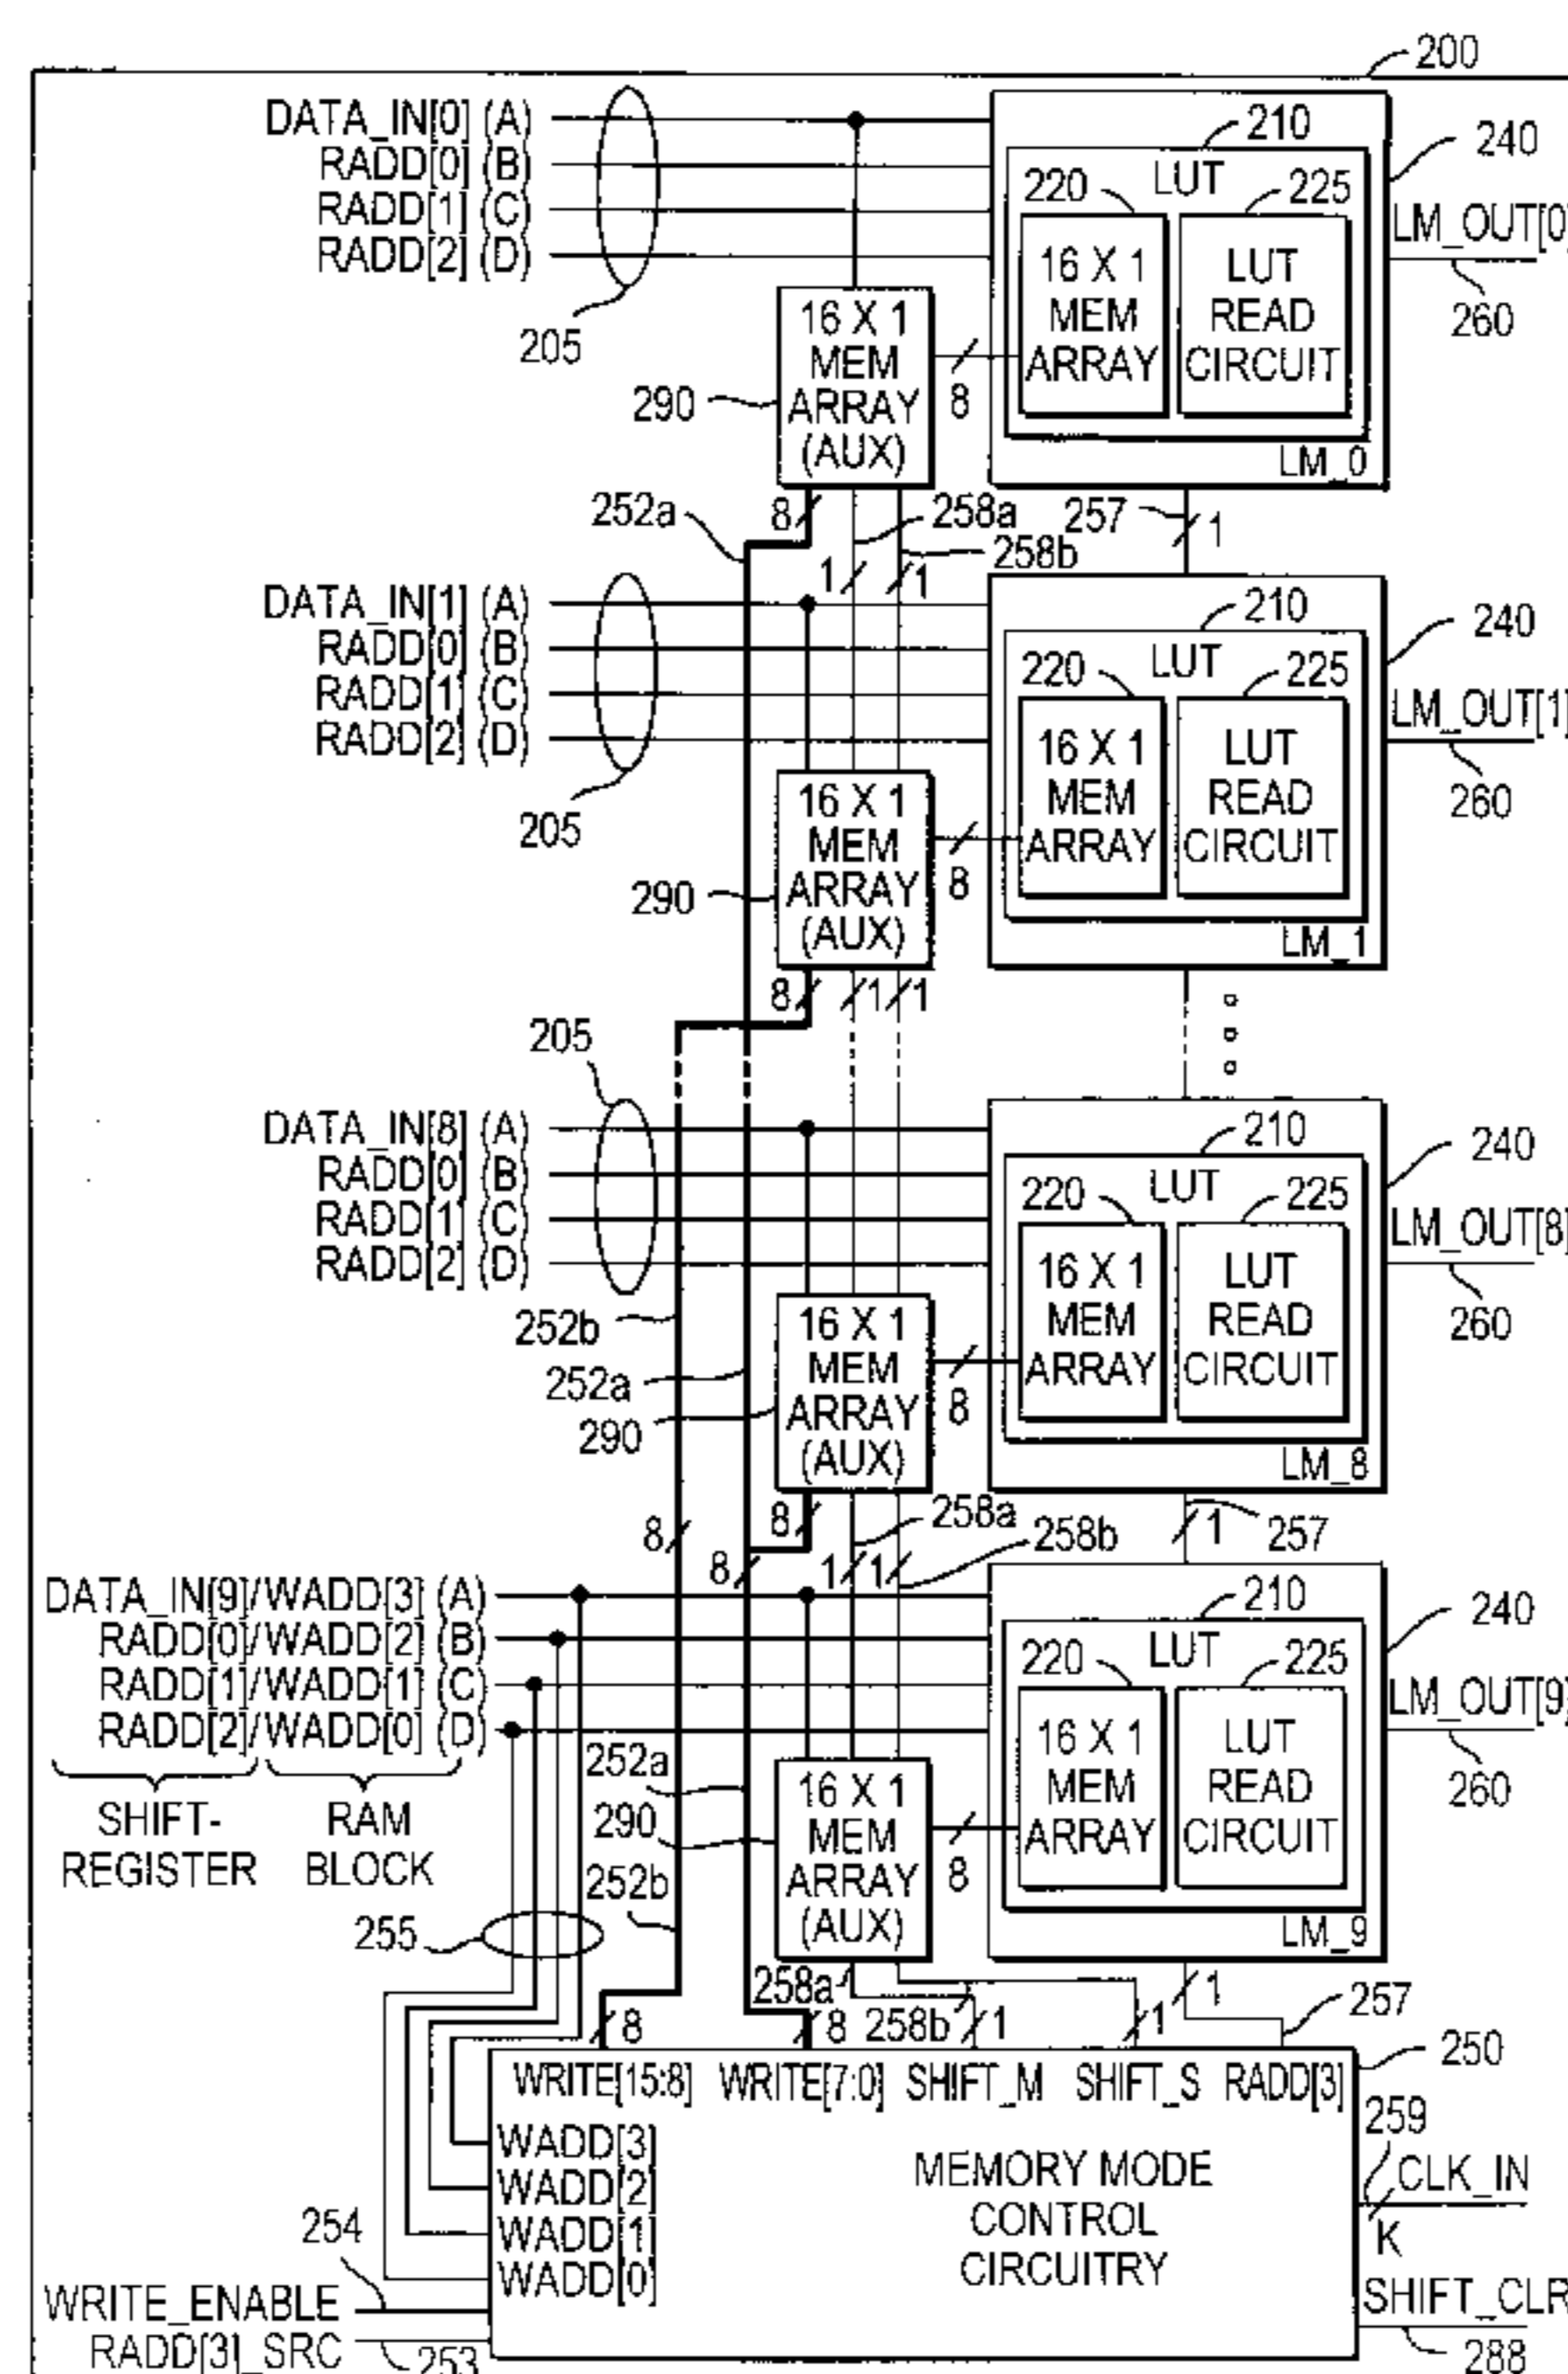 200
DATA_IN[0] (A)
RADD[0] (B)
RADD[1] (C)
RADD[2] (D)
205
210
LUT
220
225
240
16 X 1
MEM
ARRAY
LUT
READ
CIRCUIT
LM_0
LM_OUT[0]
260
16 X 1
MEM
ARRAY
(AUX)
290
8
252a
8
258a
258b
1
1
257
1
DATA_IN[1] (A)
RADD[0] (B)
RADD[1] (C)
RADD[2] (D)
205
210
LUT
220
225
240
16 X 1
MEM
ARRAY
LUT
READ
CIRCUIT
LM_1
LM_OUT[1]
260
16 X 1
MEM
ARRAY
(AUX)
290
8
8
1
1
205
DATA_IN[8] (A)
RADD[0] (B)
RADD[1] (C)
RADD[2] (D)
210
LUT
220
225
240
16 X 1
MEM
ARRAY
LUT
READ
CIRCUIT
LM_8
LM_OUT[8]
260
252b
252a
290
16 X 1
MEM
ARRAY
(AUX)
8
8
8
8
258a
258b
1
1
1
257
DATA_IN[9]/WADD[3] (A)
RADD[0]/WADD[2] (B)
RADD[1]/WADD[1] (C)
RADD[2]/WADD[0] (D)
SHIFT-
REGISTER
RAM
BLOCK
210
LUT
220
225
240
16 X 1
MEM
ARRAY
LUT
READ
CIRCUIT
LM_9
LM_OUT[9]
260
252a
290
252b
16 X 1
MEM
ARRAY
(AUX)
8
255
258a
258b
8
8
1
1
1
257
250
WRITE[15:8]
WRITE[7:0]
SHIFT_M
SHIFT_S
RADD[3]
WADD[3]
WADD[2]
WADD[1]
WADD[0]
MEMORY MODE
CONTROL
CIRCUITRY
259
CLK_IN
K
254
WRITE_ENABLE
RADD[3]_SRC
253
SHIFT_CLR
288